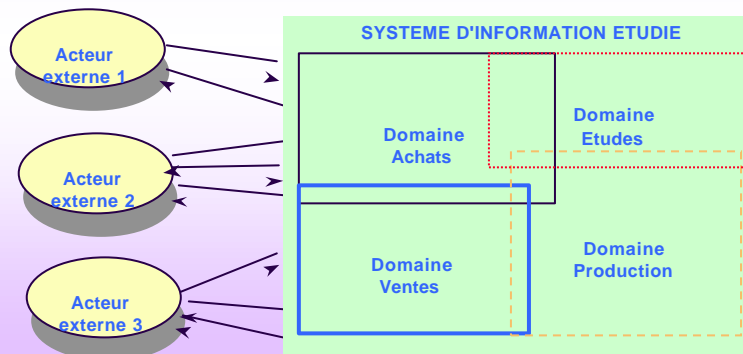 SYSTEME D'INFORMATION ETUDIE
Acteur
externe 1
Domaine
Achats
Domaine
Etudes
Acteur
externe 2
Domaine
Ventes
Domaine
Production
Acteur
externe 3